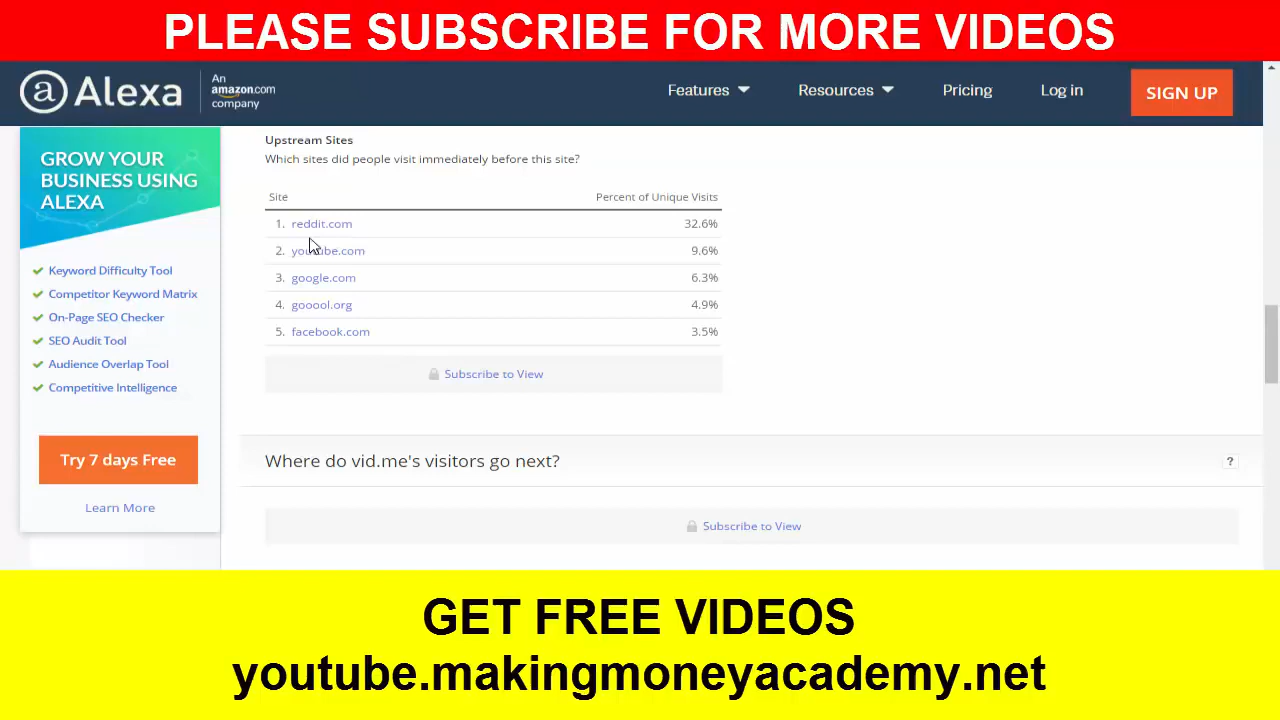 PLEASE SUBSCRIBE FOR MORE VIDEOS
@ Alexa
An
amazon.com
company
Features
Resources
Pricing
Log in
SIGN UP
GROW YOUR
BUSINESS USING
ALEXA
Keyword Difficulty Tool
Competitor Keyword Matrix
On-Page SEO Checker
SEO Audit Tool
Audience Overlap Tool
Competitive Intelligence
Try 7 days Free
Learn More
Upstream Sites
Which sites did people visit immediately before this site?
Site Percent of Unique Visits
1. reddit.com 32.6%
2. youtube.com 9.6%
3. google.com 6.3%
4. gooool.org 4.9%
5. facebook.com 3.5%
Subscribe to View
Where do vid.me's visitors go next?
?
Subscribe to View
GET FREE VIDEOS
youtube.makingmoneyacademy.net